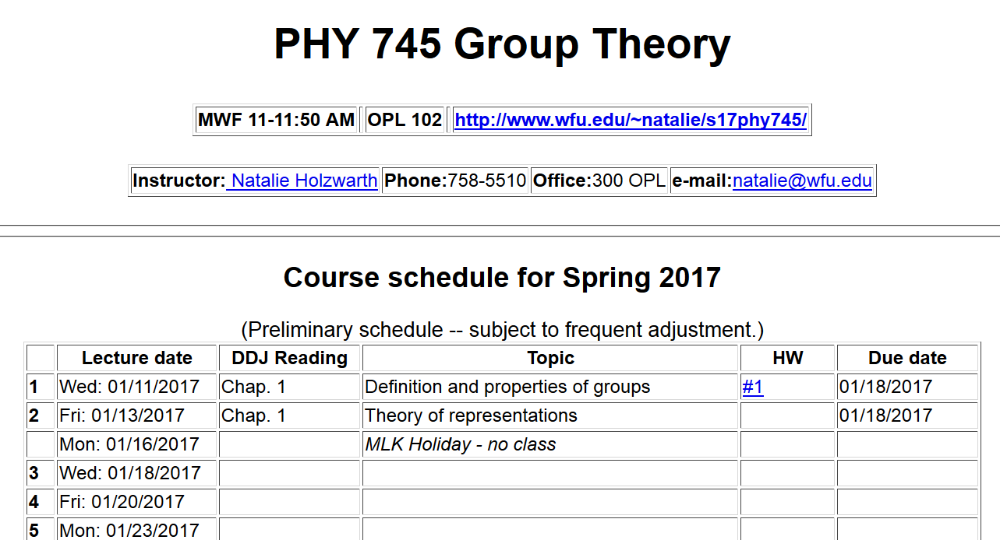 PHY 745 Group Theory
MWF 11-11:50 AM OPL 102 http://www.wfu.edu/~natalie/s17phy745/
Instructor: Natalie Holzwarth Phone:758-5510 Office:300 OPL e-mail:natalie@wfu.edu
Course schedule for Spring 2017
(Preliminary schedule -- subject to frequent adjustment.)
Lecture date DDJ Reading Topic HW Due date
1 Wed: 01/11/2017 Chap. 1 Definition and properties of groups #1 01/18/2017
2 Fri: 01/13/2017 Chap. 1 Theory of representations 01/18/2017
Mon: 01/16/2017 MLK Holiday - no class
3 Wed: 01/18/2017
4 Fri: 01/20/2017
5 Mon: 01/23/2017